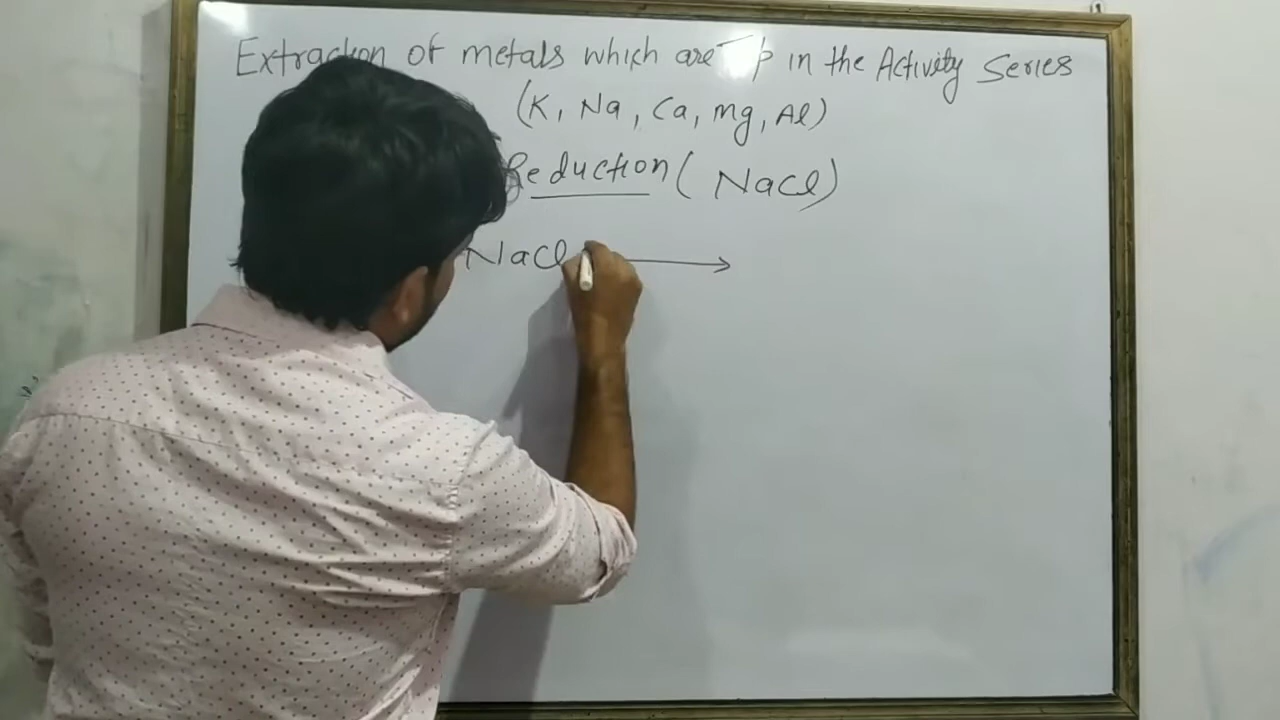 Extraction of metals which are in the Activity Series
(K, Na, Ca, Mg, Al)
Reduction (NaCl)
NaCl →